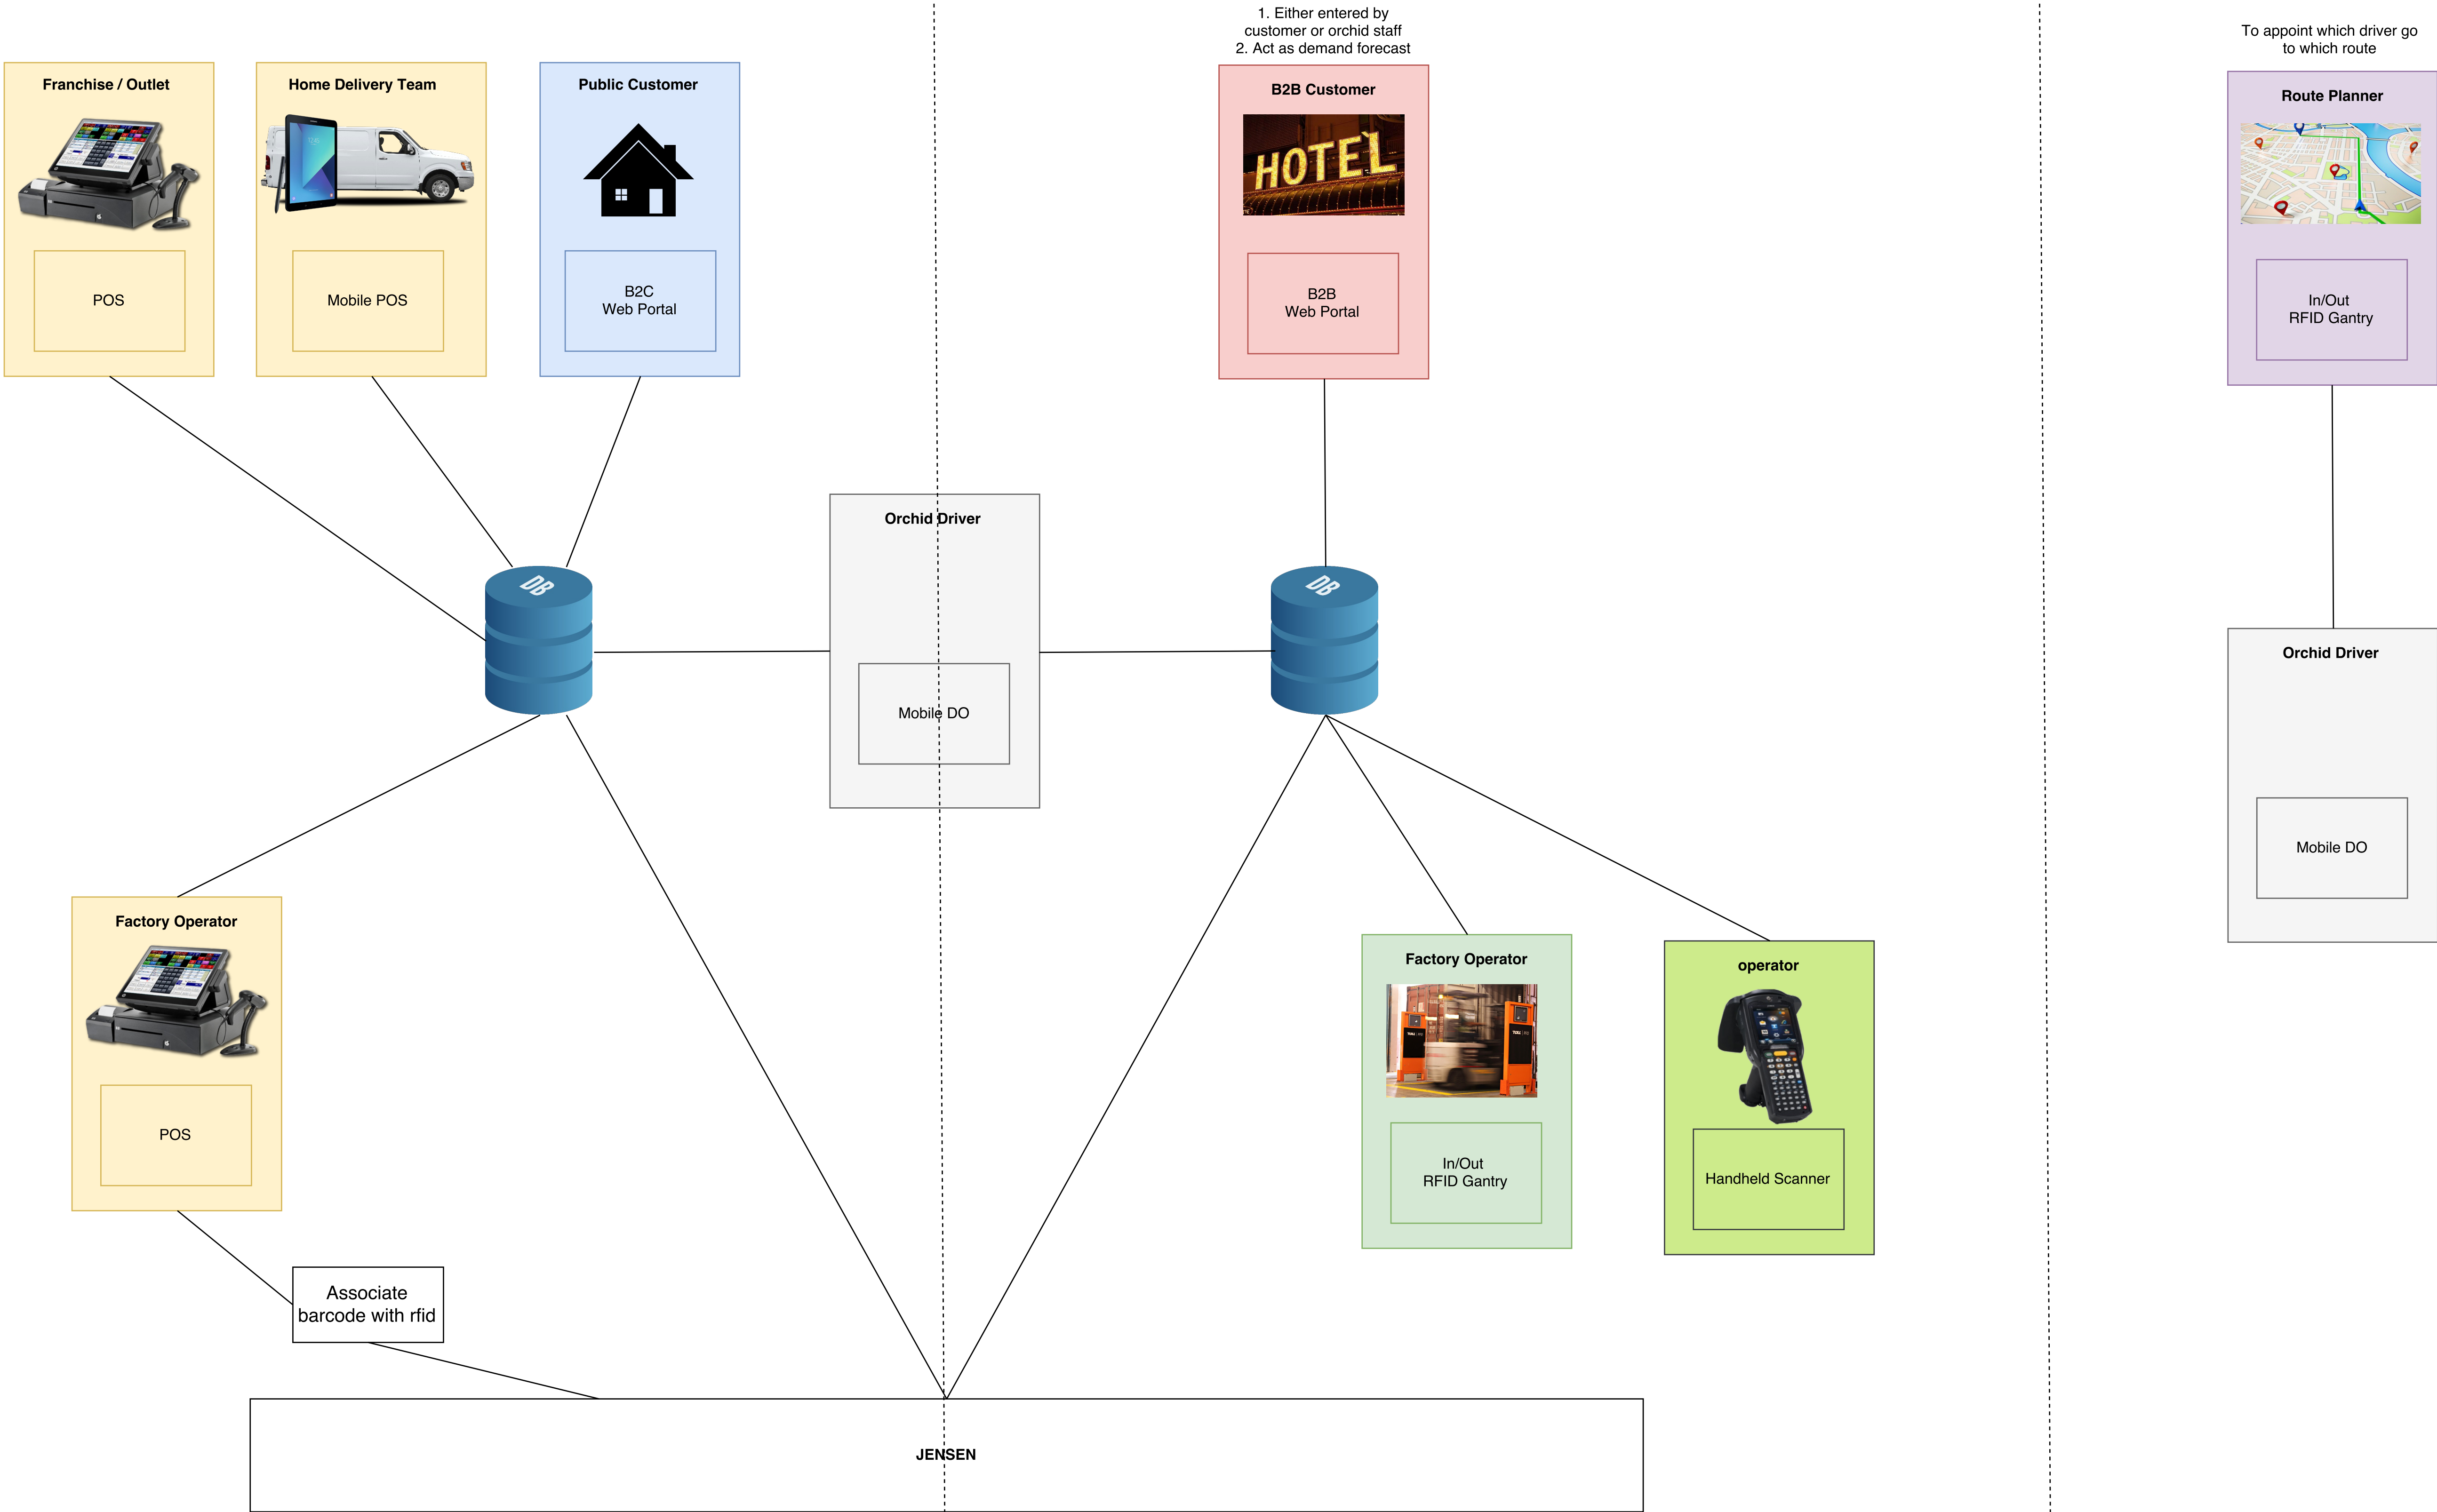 1. Either entered by
customer or orchid staff
2. Act as demand forecast
To appoint which driver go
to which route
Franchise / Outlet
POS
Home Delivery Team
Mobile POS
Public Customer
B2C
Web Portal
B2B Customer
HOTEL
B2B
Web Portal
Route Planner
In/Out
RFID Gantry
Orchid Driver
Mobile DO
DB
DB
Orchid Driver
Mobile DO
Factory Operator
POS
Factory Operator
In/Out
RFID Gantry
operator
Handheld Scanner
Associate
barcode with rfid
JENSEN